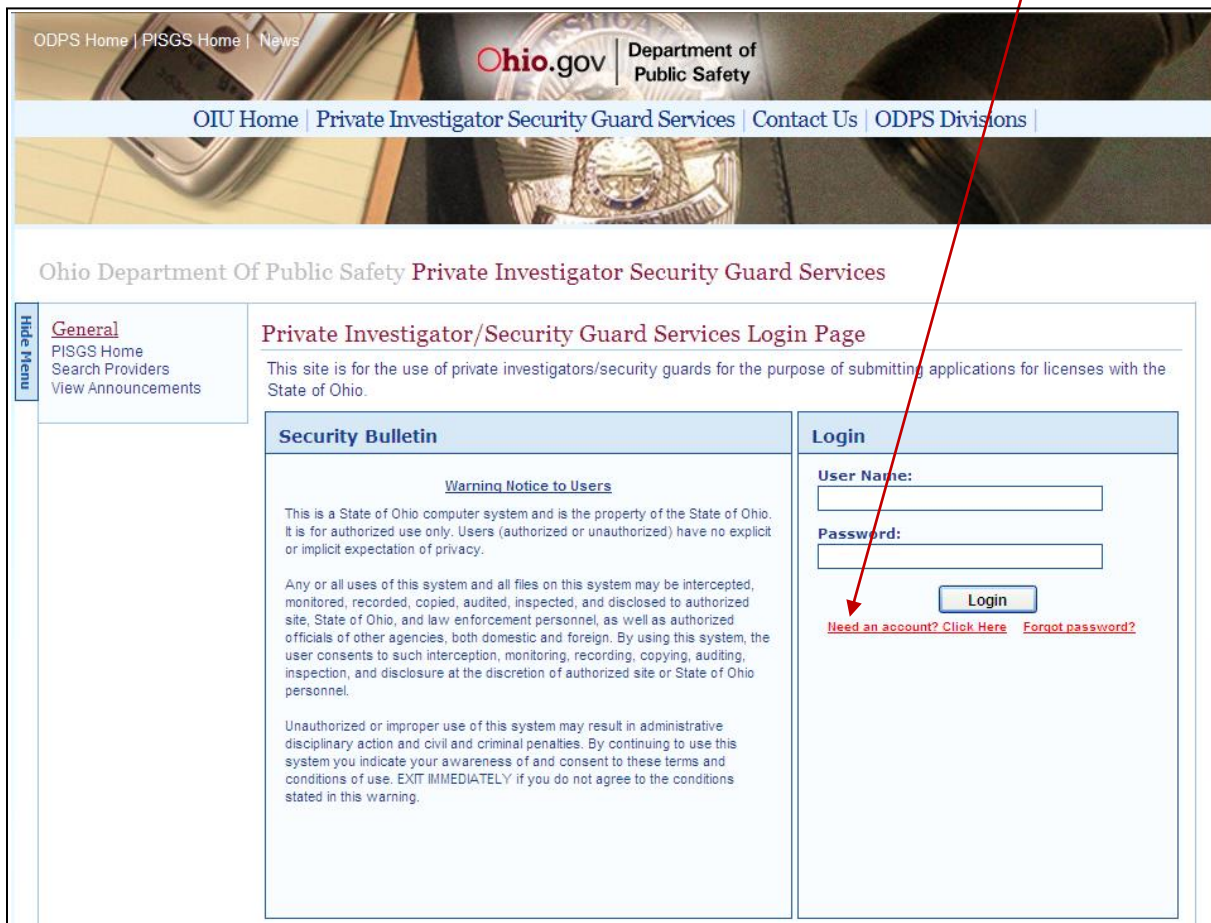 ODPS Home | PISGS Home | News
Ohio.gov | Department of
Public Safety
OIU Home | Private Investigator Security Guard Services | Contact Us | ODPS Divisions |
Ohio Department Of Public Safety Private Investigator Security Guard Services
Hide Menu
General
PISGS Home
Search Providers
View Announcements
Private Investigator/Security Guard Services Login Page
This site is for the use of private investigators/security guards for the purpose of submitting applications for licenses with the
State of Ohio.
Security Bulletin
Warning Notice to Users
This is a State of Ohio computer system and is the property of the State of Ohio.
It is for authorized use only. Users (authorized or unauthorized) have no explicit
or implicit expectation of privacy.
Any or all uses of this system and all files on this system may be intercepted,
monitored, recorded, copied, audited, inspected, and disclosed to authorized
site, State of Ohio, and law enforcement personnel, as well as authorized
officials of other agencies, both domestic and foreign. By using this system, the
user consents to such interception, monitoring, recording, copying, auditing,
inspection, and disclosure at the discretion of authorized site or State of Ohio
personnel.
Unauthorized or improper use of this system may result in administrative
disciplinary action and civil and criminal penalties. By continuing to use this
system you indicate your awareness of and consent to these terms and
conditions of use. EXIT IMMEDIATELY if you do not agree to the conditions
stated in this warning.
Login
User Name:
Password:
Login
Need an account? Click Here Forgot password?